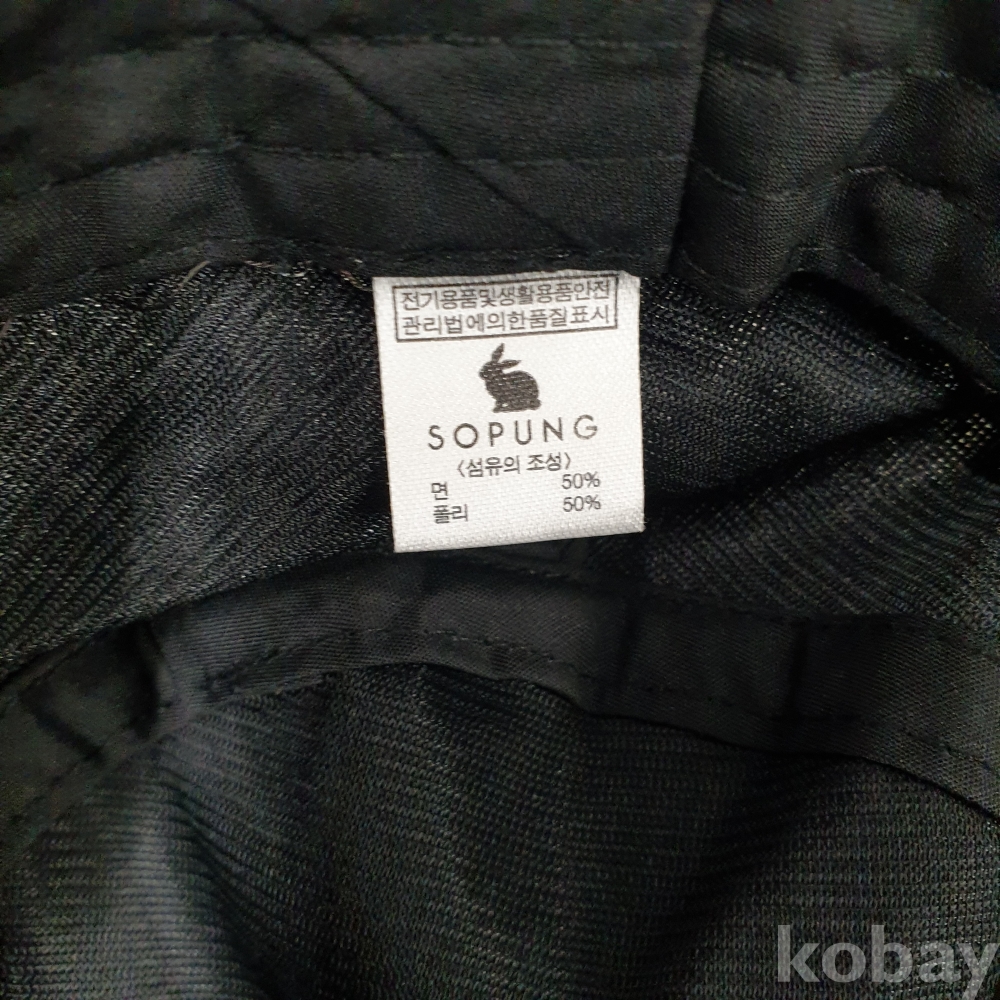 전기용품및생활용품안전
관리법에의한품질표시
SOPUNG
<섬유의 조성>
면 50%
폴리 50%
kobay